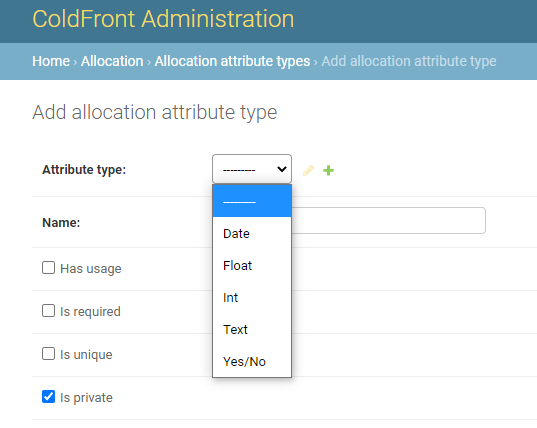 ColdFront Administration
Home › Allocation › Allocation attribute types › Add allocation attribute type
Add allocation attribute type
Attribute type: ---------
---------
Date
Name:
Float
Has usage
Int
Is required
Text
Is unique
Yes/No
Is private